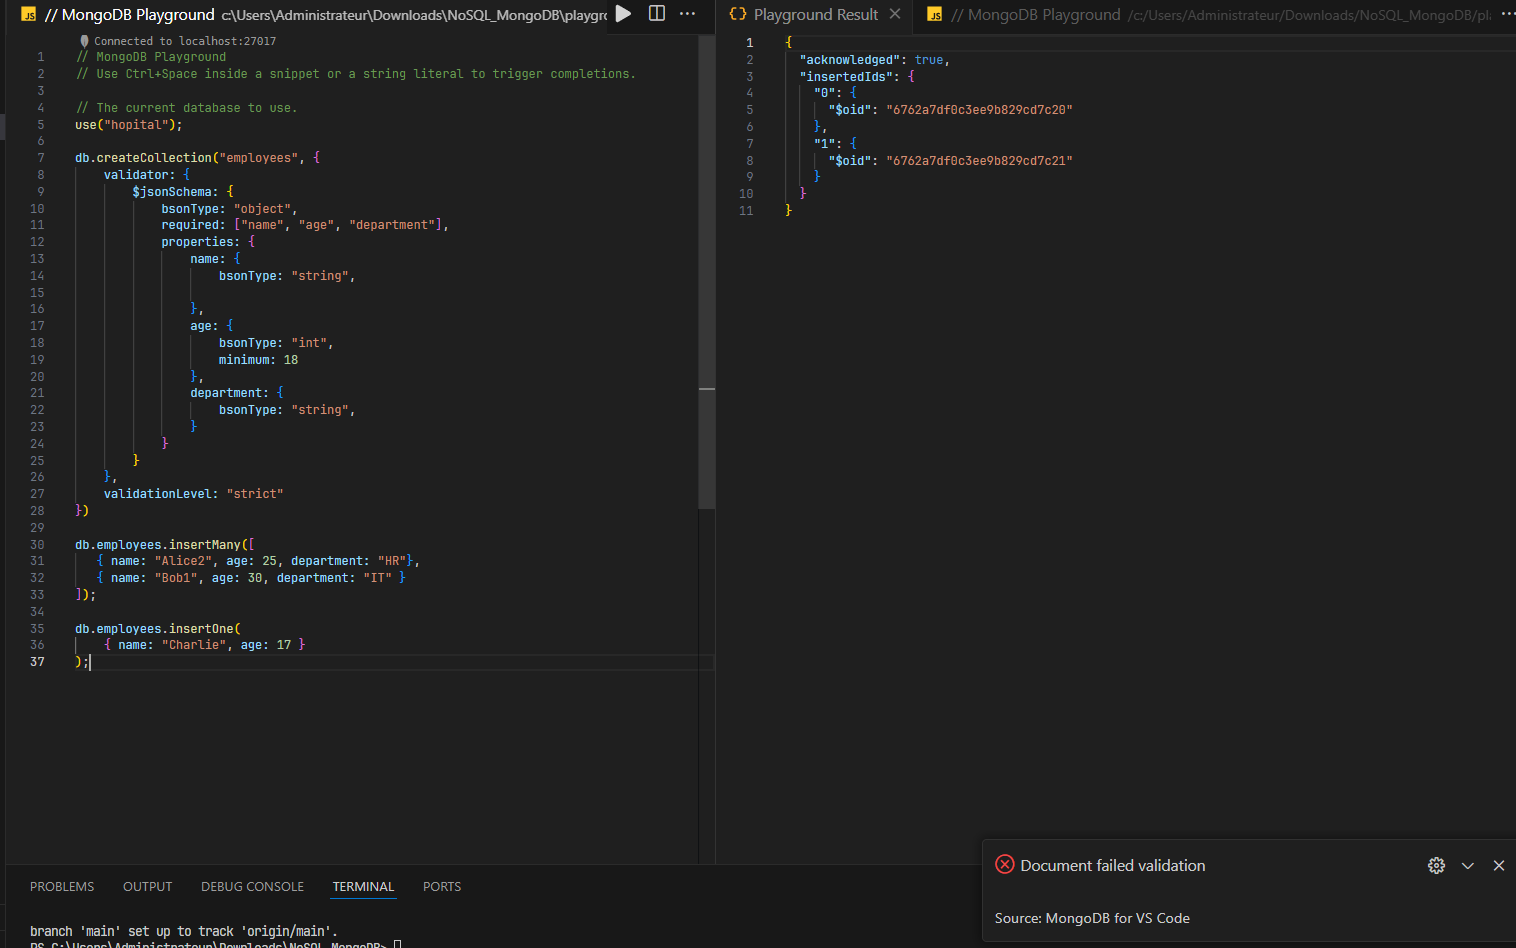 JS // MongoDB Playground c:\Users\Administrateur\Downloads\NoSQL_MongoDB\playgro
Connected to localhost:27017
1 // MongoDB Playground
2 // Use Ctrl+Space inside a snippet or a string literal to trigger completions.
3
4 // The current database to use.
5 use("hopital");
6
7 db.createCollection("employees", {
8 validator: {
9 $jsonSchema: {
10 bsonType: "object",
11 required: ["name", "age", "department"],
12 properties: {
13 name: {
14 bsonType: "string",
15
16 },
17 age: {
18 bsonType: "int",
19 minimum: 18
20 },
21 department: {
22 bsonType: "string",
23 }
24 }
25 }
26 },
27 validationLevel: "strict"
28 })
29
30 db.employees.insertMany([
31 { name: "Alice2", age: 25, department: "HR"},
32 { name: "Bob1", age: 30, department: "IT" }
33 ]);
34
35 db.employees.insertOne(
36 { name: "Charlie", age: 17 }
37 );
{} Playground Result
JS // MongoDB Playground /c:/Users/Administrateur/Downloads/NoSQL_MongoDB/pl
1 {
2 "acknowledged": true,
3 "insertedIds": {
4 "0": {
5 "$oid": "6762a7df0c3ee9b829cd7c20"
6 },
7 "1": {
8 "$oid": "6762a7df0c3ee9b829cd7c21"
9 }
10 }
11 }
PROBLEMS OUTPUT DEBUG CONSOLE TERMINAL PORTS
branch 'main' set up to track 'origin/main'.
PS C:\Users\Administrateur\Downloads\NoSQL_MongoDB>
Document failed validation
Source: MongoDB for VS Code